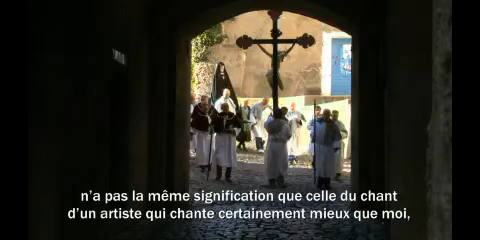 n'a pas la même signification que celle du chant
d'un artiste qui chante certainement mieux que moi,